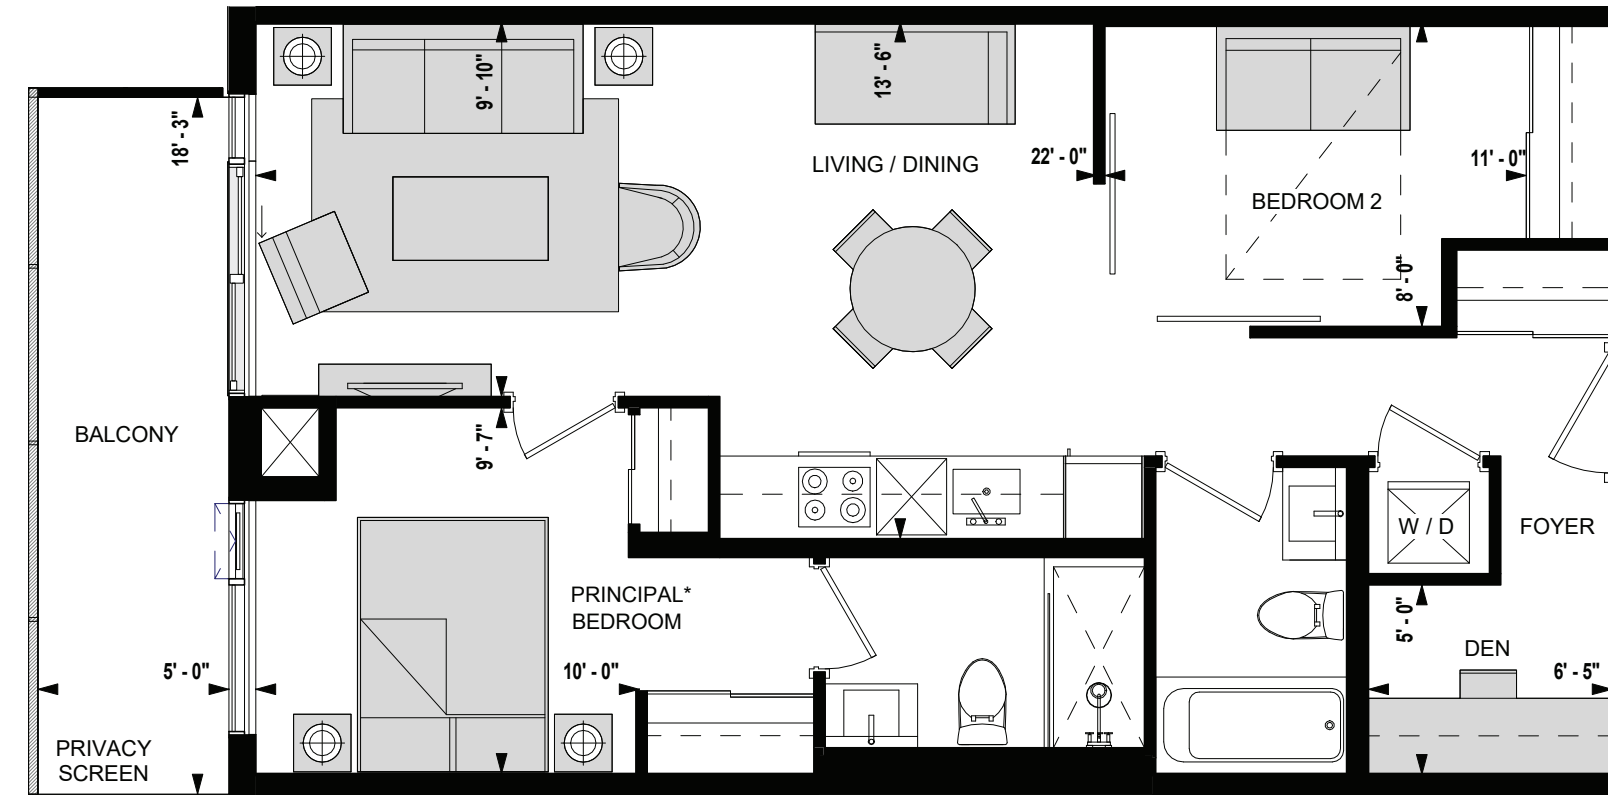 9' - 10"
13' - 6"
18' - 3"
LIVING / DINING
22' - 0"
11' - 0"
BEDROOM 2
8' - 0"
BALCONY
9' - 7"
W / D
FOYER
PRINCIPAL*
BEDROOM
5' - 0"
DEN
5' - 0"
10' - 0"
6' - 5"
PRIVACY
SCREEN